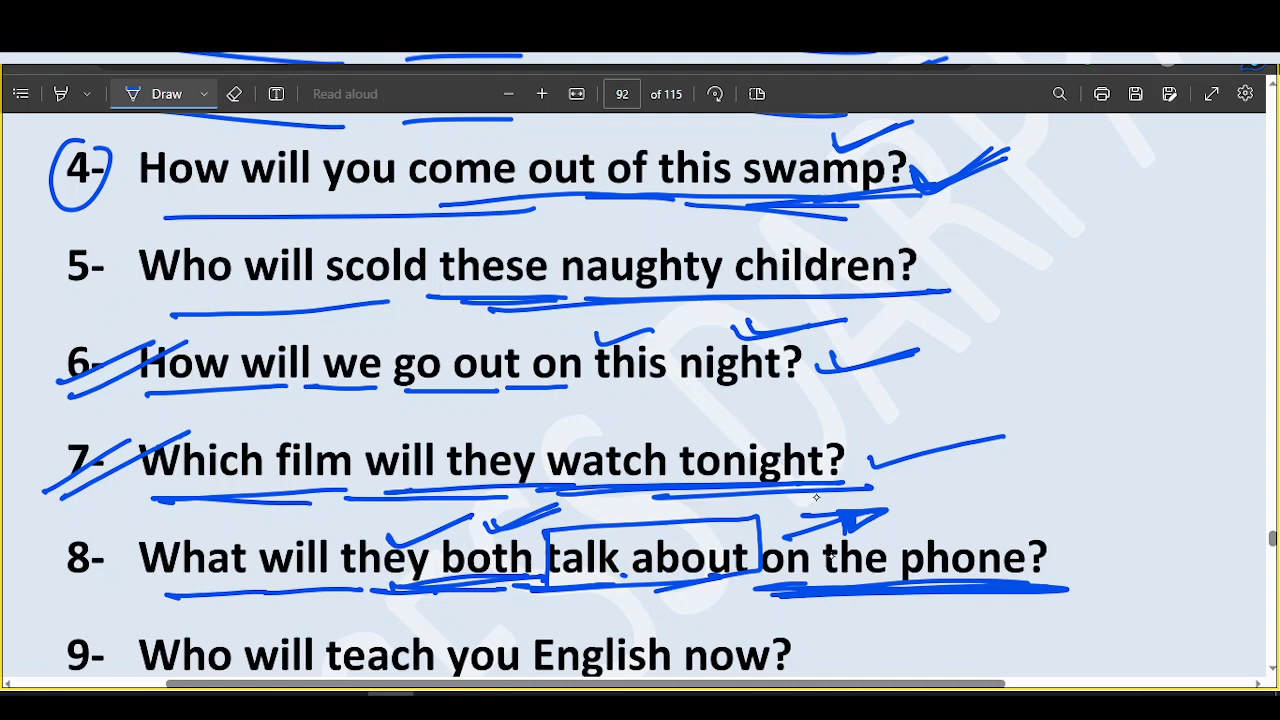 Draw
Read aloud
92 of 115
4- How will you come out of this swamp?
5- Who will scold these naughty children?
6- How will we go out on this night?
7- Which film will they watch tonight?
8- What will they both talk about on the phone?
9- Who will teach you English now?